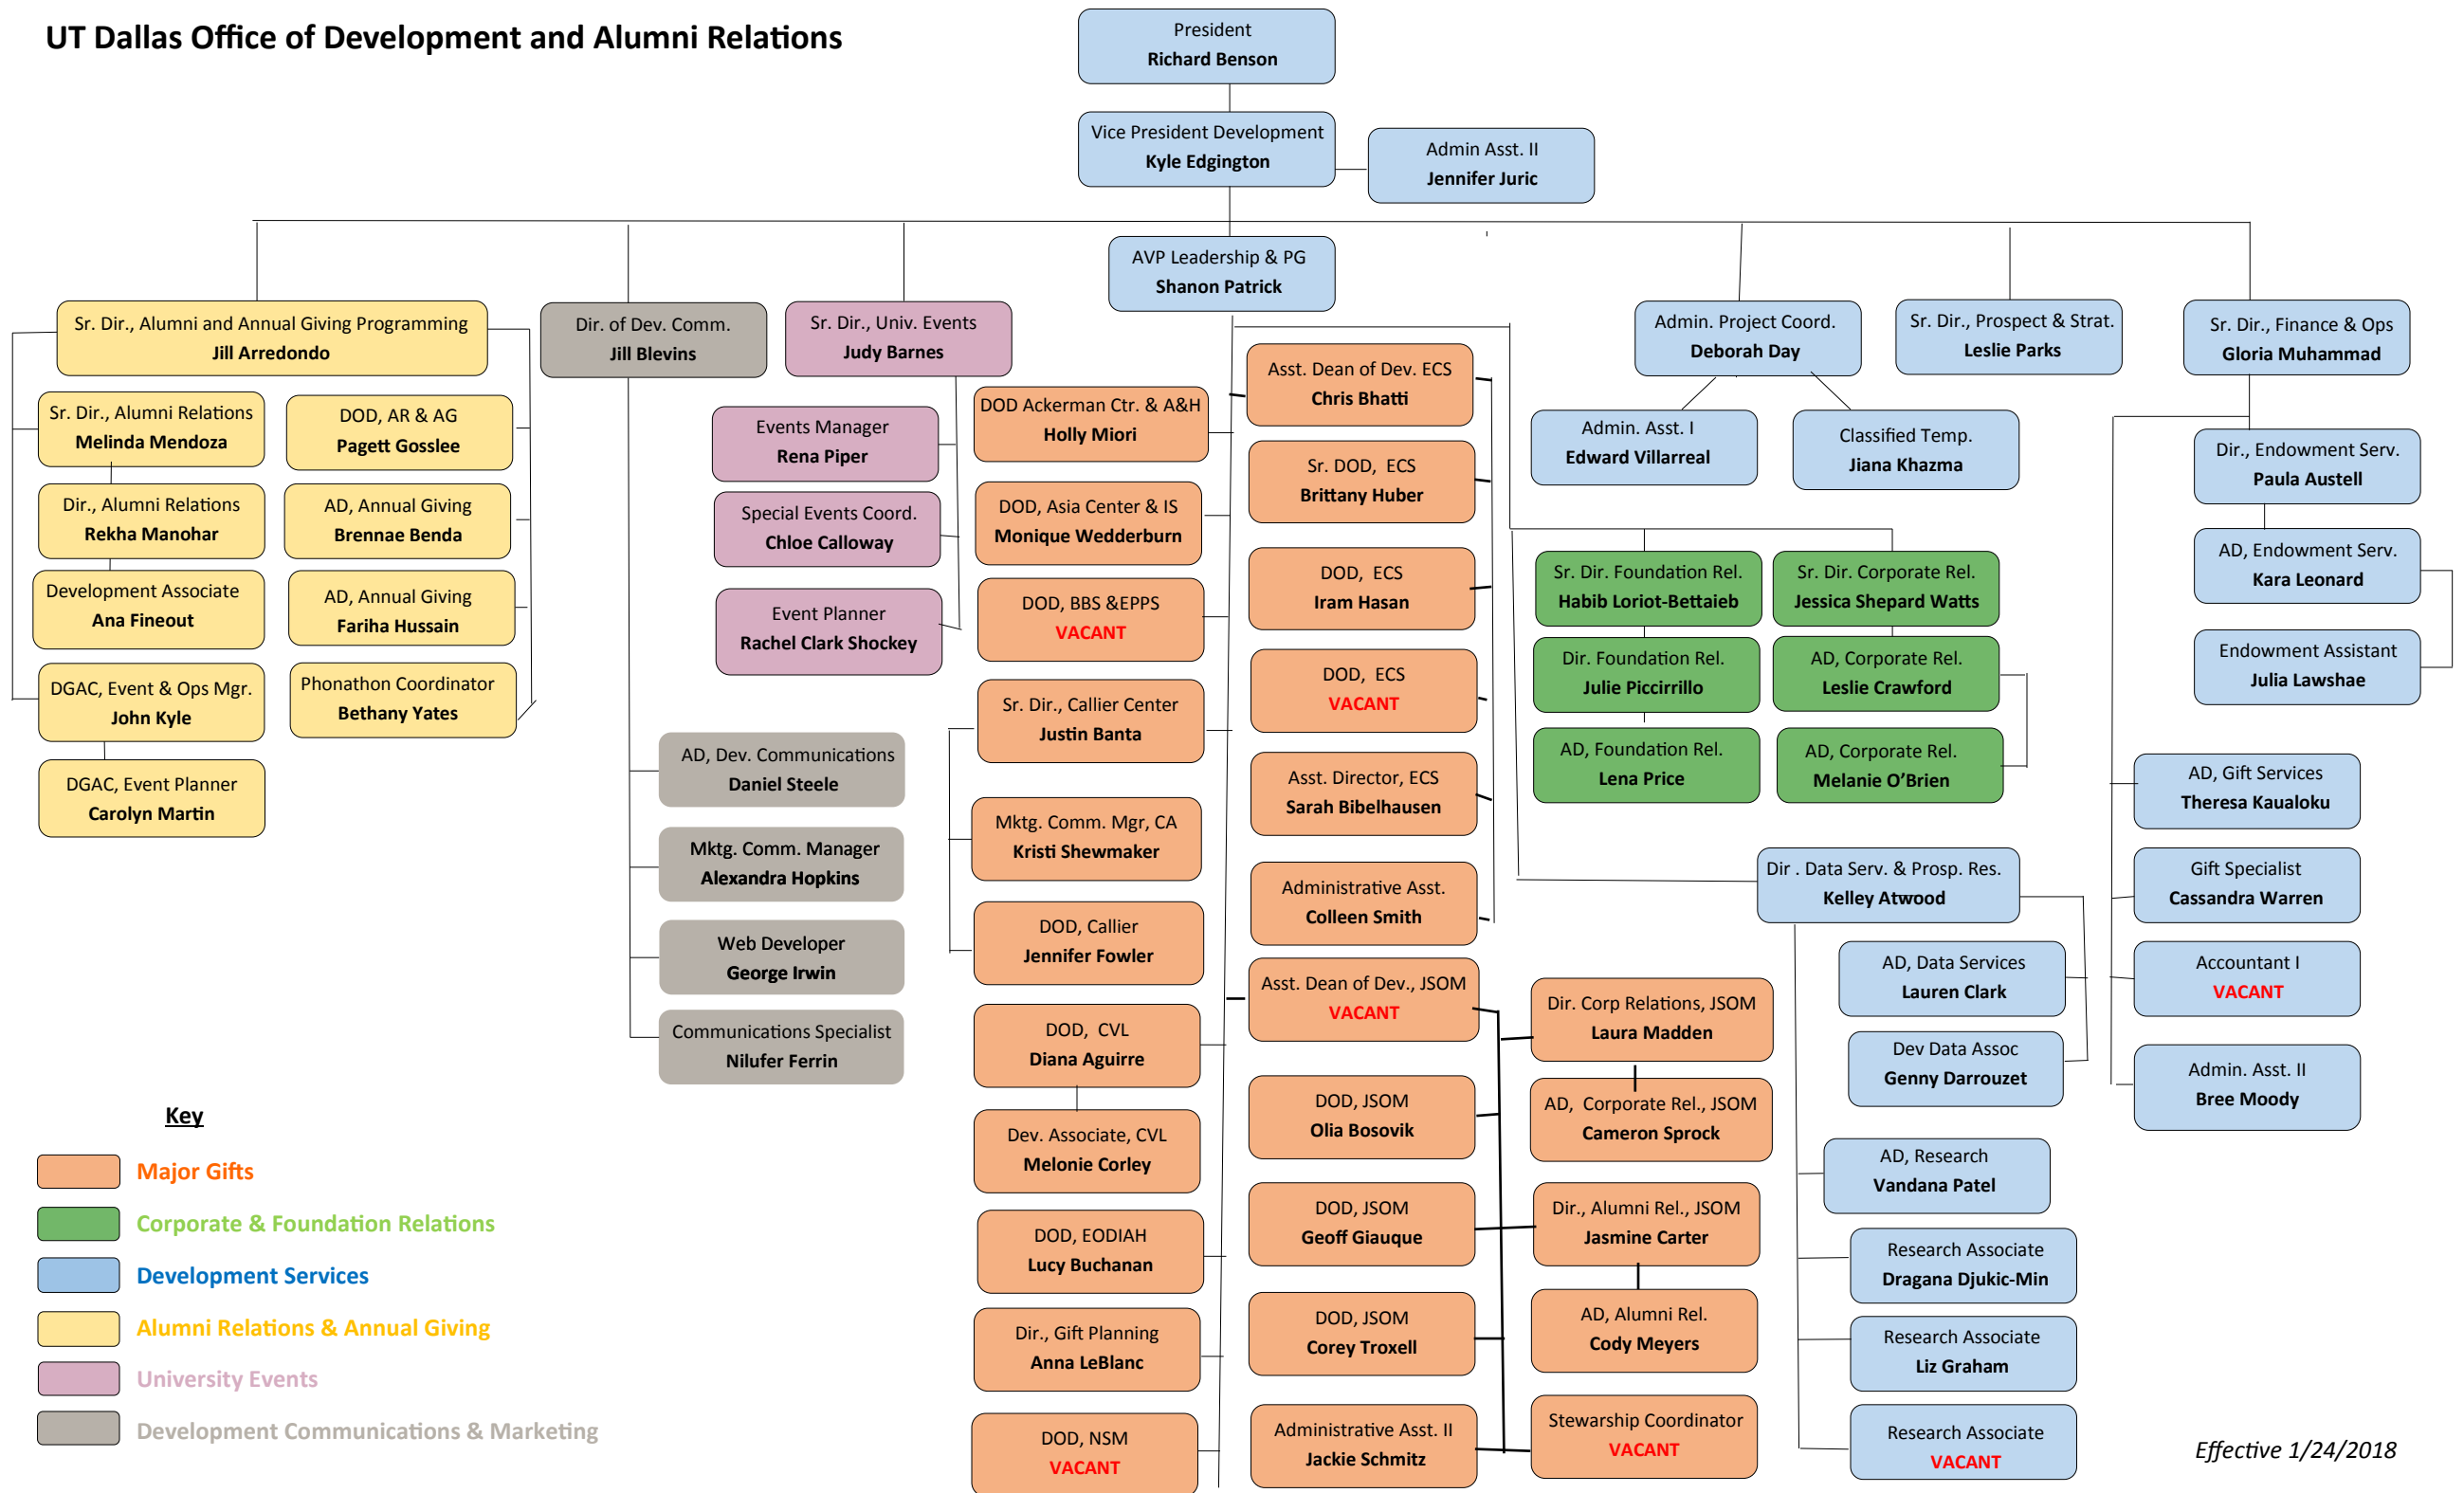 UT Dallas Office of Development and Alumni Relations
President
Richard Benson
Vice President Development
Kyle Edgington
Admin Asst. II
Jennifer Juric
AVP Leadership & PG
Shanon Patrick
Sr. Dir., Alumni and Annual Giving Programming
Jill Arredondo
Sr. Dir., Alumni Relations
Melinda Mendoza
Dir., Alumni Relations
Rekha Manohar
Development Associate
Ana Fineout
DGAC, Event & Ops Mgr.
John Kyle
DGAC, Event Planner
Carolyn Martin
DOD, AR & AG
Pagett Gosslee
AD, Annual Giving
Brennae Benda
AD, Annual Giving
Fariha Hussain
Phonathon Coordinator
Bethany Yates
Dir. of Dev. Comm.
Jill Blevins
AD, Dev. Communications
Daniel Steele
Mktg. Comm. Manager
Alexandra Hopkins
Web Developer
George Irwin
Communications Specialist
Nilufer Ferrin
Sr. Dir., Univ. Events
Judy Barnes
Events Manager
Rena Piper
Special Events Coord.
Chloe Calloway
Event Planner
Rachel Clark Shockey
DOD Ackerman Ctr. & A&H
Holly Miori
DOD, Asia Center & IS
Monique Wedderburn
DOD, BBS &EPPS
VACANT
Sr. Dir., Callier Center
Justin Banta
Mktg. Comm. Mgr, CA
Kristi Shewmaker
DOD, Callier
Jennifer Fowler
DOD, CVL
Diana Aguirre
Dev. Associate, CVL
Melonie Corley
DOD, EODIAH
Lucy Buchanan
Dir., Gift Planning
Anna LeBlanc
DOD, NSM
VACANT
Asst. Dean of Dev. ECS
Chris Bhatti
Sr. DOD, ECS
Brittany Huber
DOD, ECS
Iram Hasan
DOD, ECS
VACANT
Asst. Director, ECS
Sarah Bibelhausen
Administrative Asst.
Colleen Smith
Asst. Dean of Dev., JSOM
VACANT
DOD, JSOM
Olia Bosovik
DOD, JSOM
Geoff Giauque
DOD, JSOM
Corey Troxell
Administrative Asst. II
Jackie Schmitz
Dir. Corp Relations, JSOM
Laura Madden
AD, Corporate Rel., JSOM
Cameron Sprock
Dir., Alumni Rel., JSOM
Jasmine Carter
AD, Alumni Rel.
Cody Meyers
Stewarship Coordinator
VACANT
Admin. Project Coord.
Deborah Day
Admin. Asst. I
Edward Villarreal
Classified Temp.
Jiana Khazma
Sr. Dir. Foundation Rel.
Habib Loriot-Bettaieb
Dir. Foundation Rel.
Julie Piccirrillo
AD, Foundation Rel.
Lena Price
Sr. Dir. Corporate Rel.
Jessica Shepard Watts
AD, Corporate Rel.
Leslie Crawford
AD, Corporate Rel.
Melanie O’Brien
Dir . Data Serv. & Prosp. Res.
Kelley Atwood
AD, Data Services
Lauren Clark
Dev Data Assoc
Genny Darrouzet
AD, Research
Vandana Patel
Research Associate
Dragana Djukic-Min
Research Associate
Liz Graham
Research Associate
VACANT
Sr. Dir., Prospect & Strat.
Leslie Parks
Sr. Dir., Finance & Ops
Gloria Muhammad
Dir., Endowment Serv.
Paula Austell
AD, Endowment Serv.
Kara Leonard
Endowment Assistant
Julia Lawshae
AD, Gift Services
Theresa Kaualoku
Gift Specialist
Cassandra Warren
Accountant I
VACANT
Admin. Asst. II
Bree Moody
Key
Major Gifts
Corporate & Foundation Relations
Development Services
Alumni Relations & Annual Giving
University Events
Development Communications & Marketing
Effective 1/24/2018